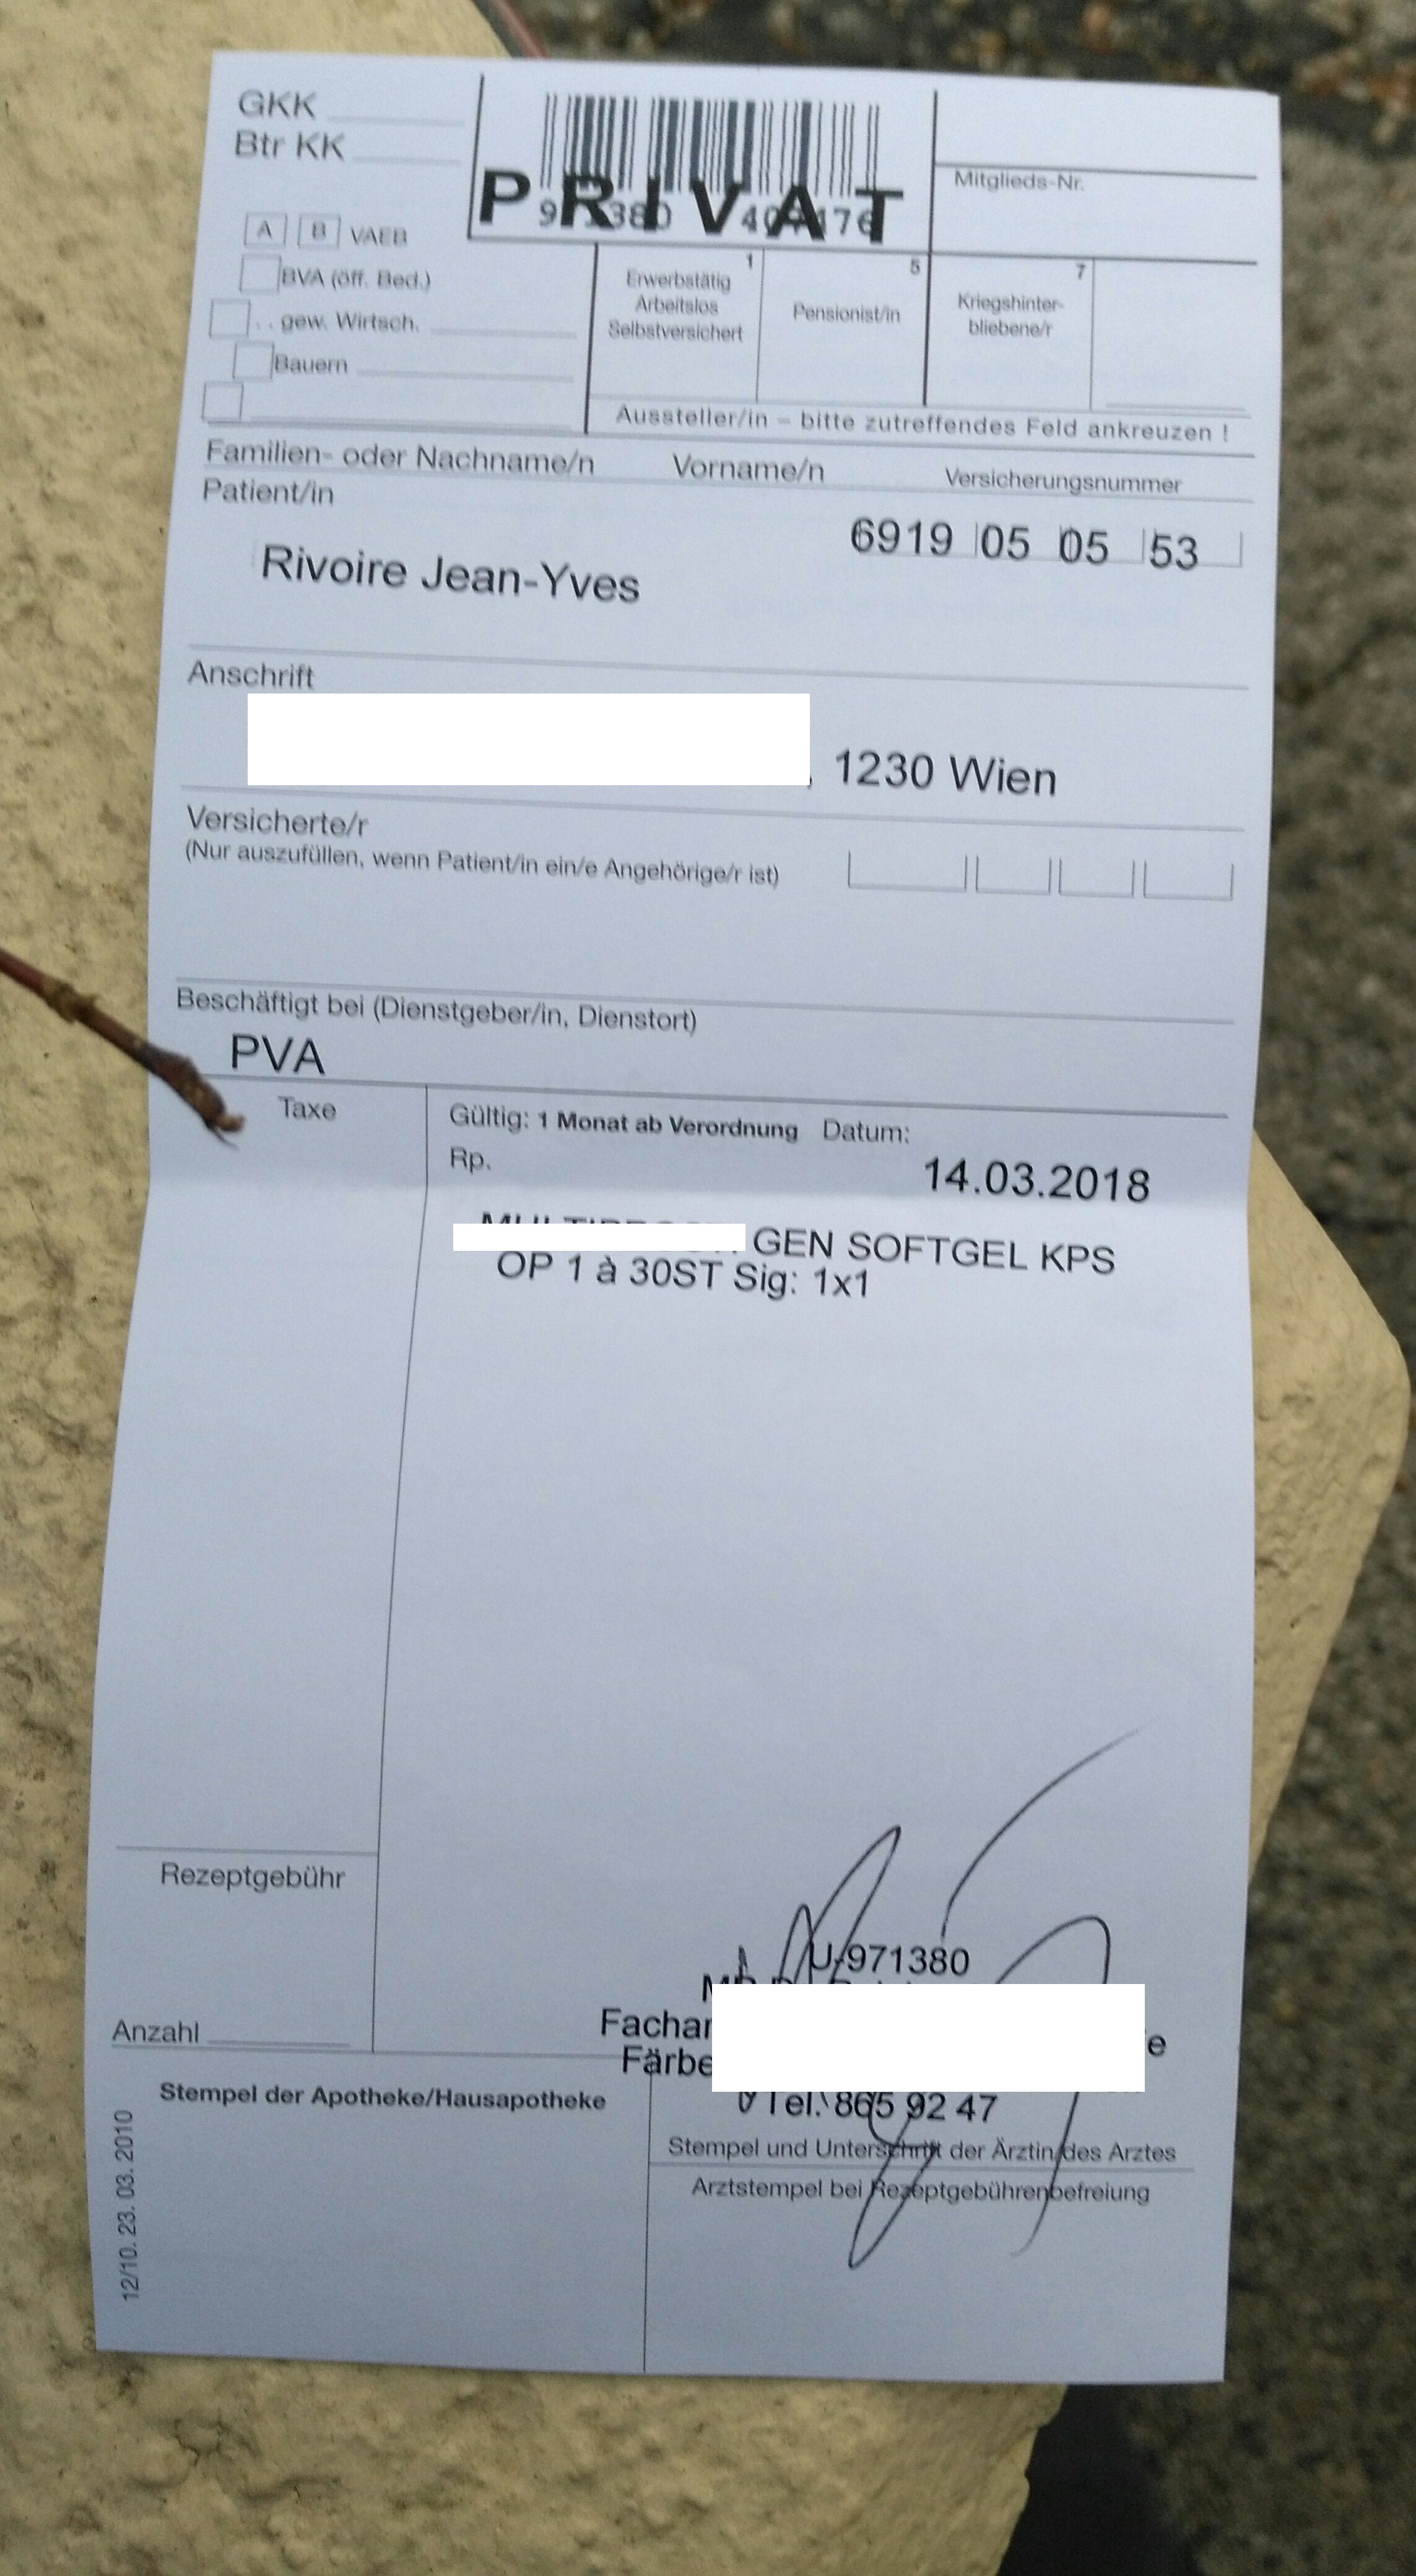 GKK
Btr KK
PRIVAT
Mitglieds-Nr.
A B VAEB
BVA (öff. Bed.)
gew. Wirtsch.
Bauern
1
Erwerbstätig
Arbeitslos
Selbstversichert
5
Pensionist/in
7
Kriegshinter-
bliebene/r
Aussteller/in – bitte zutreffendes Feld ankreuzen !
Familien- oder Nachname/n Vorname/n Versicherungsnummer
Patient/in
6919 05 05 53
Rivoire Jean-Yves
Anschrift
, 1230 Wien
Versicherte/r
(Nur auszufüllen, wenn Patient/in ein/e Angehörige/r ist)
Beschäftigt bei (Dienstgeber/in, Dienstort)
PVA
Taxe
Gültig: 1 Monat ab Verordnung Datum:
Rp.
14.03.2018
GEN SOFTGEL KPS
OP 1 à 30ST Sig: 1x1
Rezeptgebühr
971380
Anzahl
Tel. 865 92 47
Stempel der Apotheke/Hausapotheke
Stempel und Unterschrift der Ärztin/des Arztes
Arztstempel bei Rezeptgebührenbefreiung
12/10. 23. 03. 2010